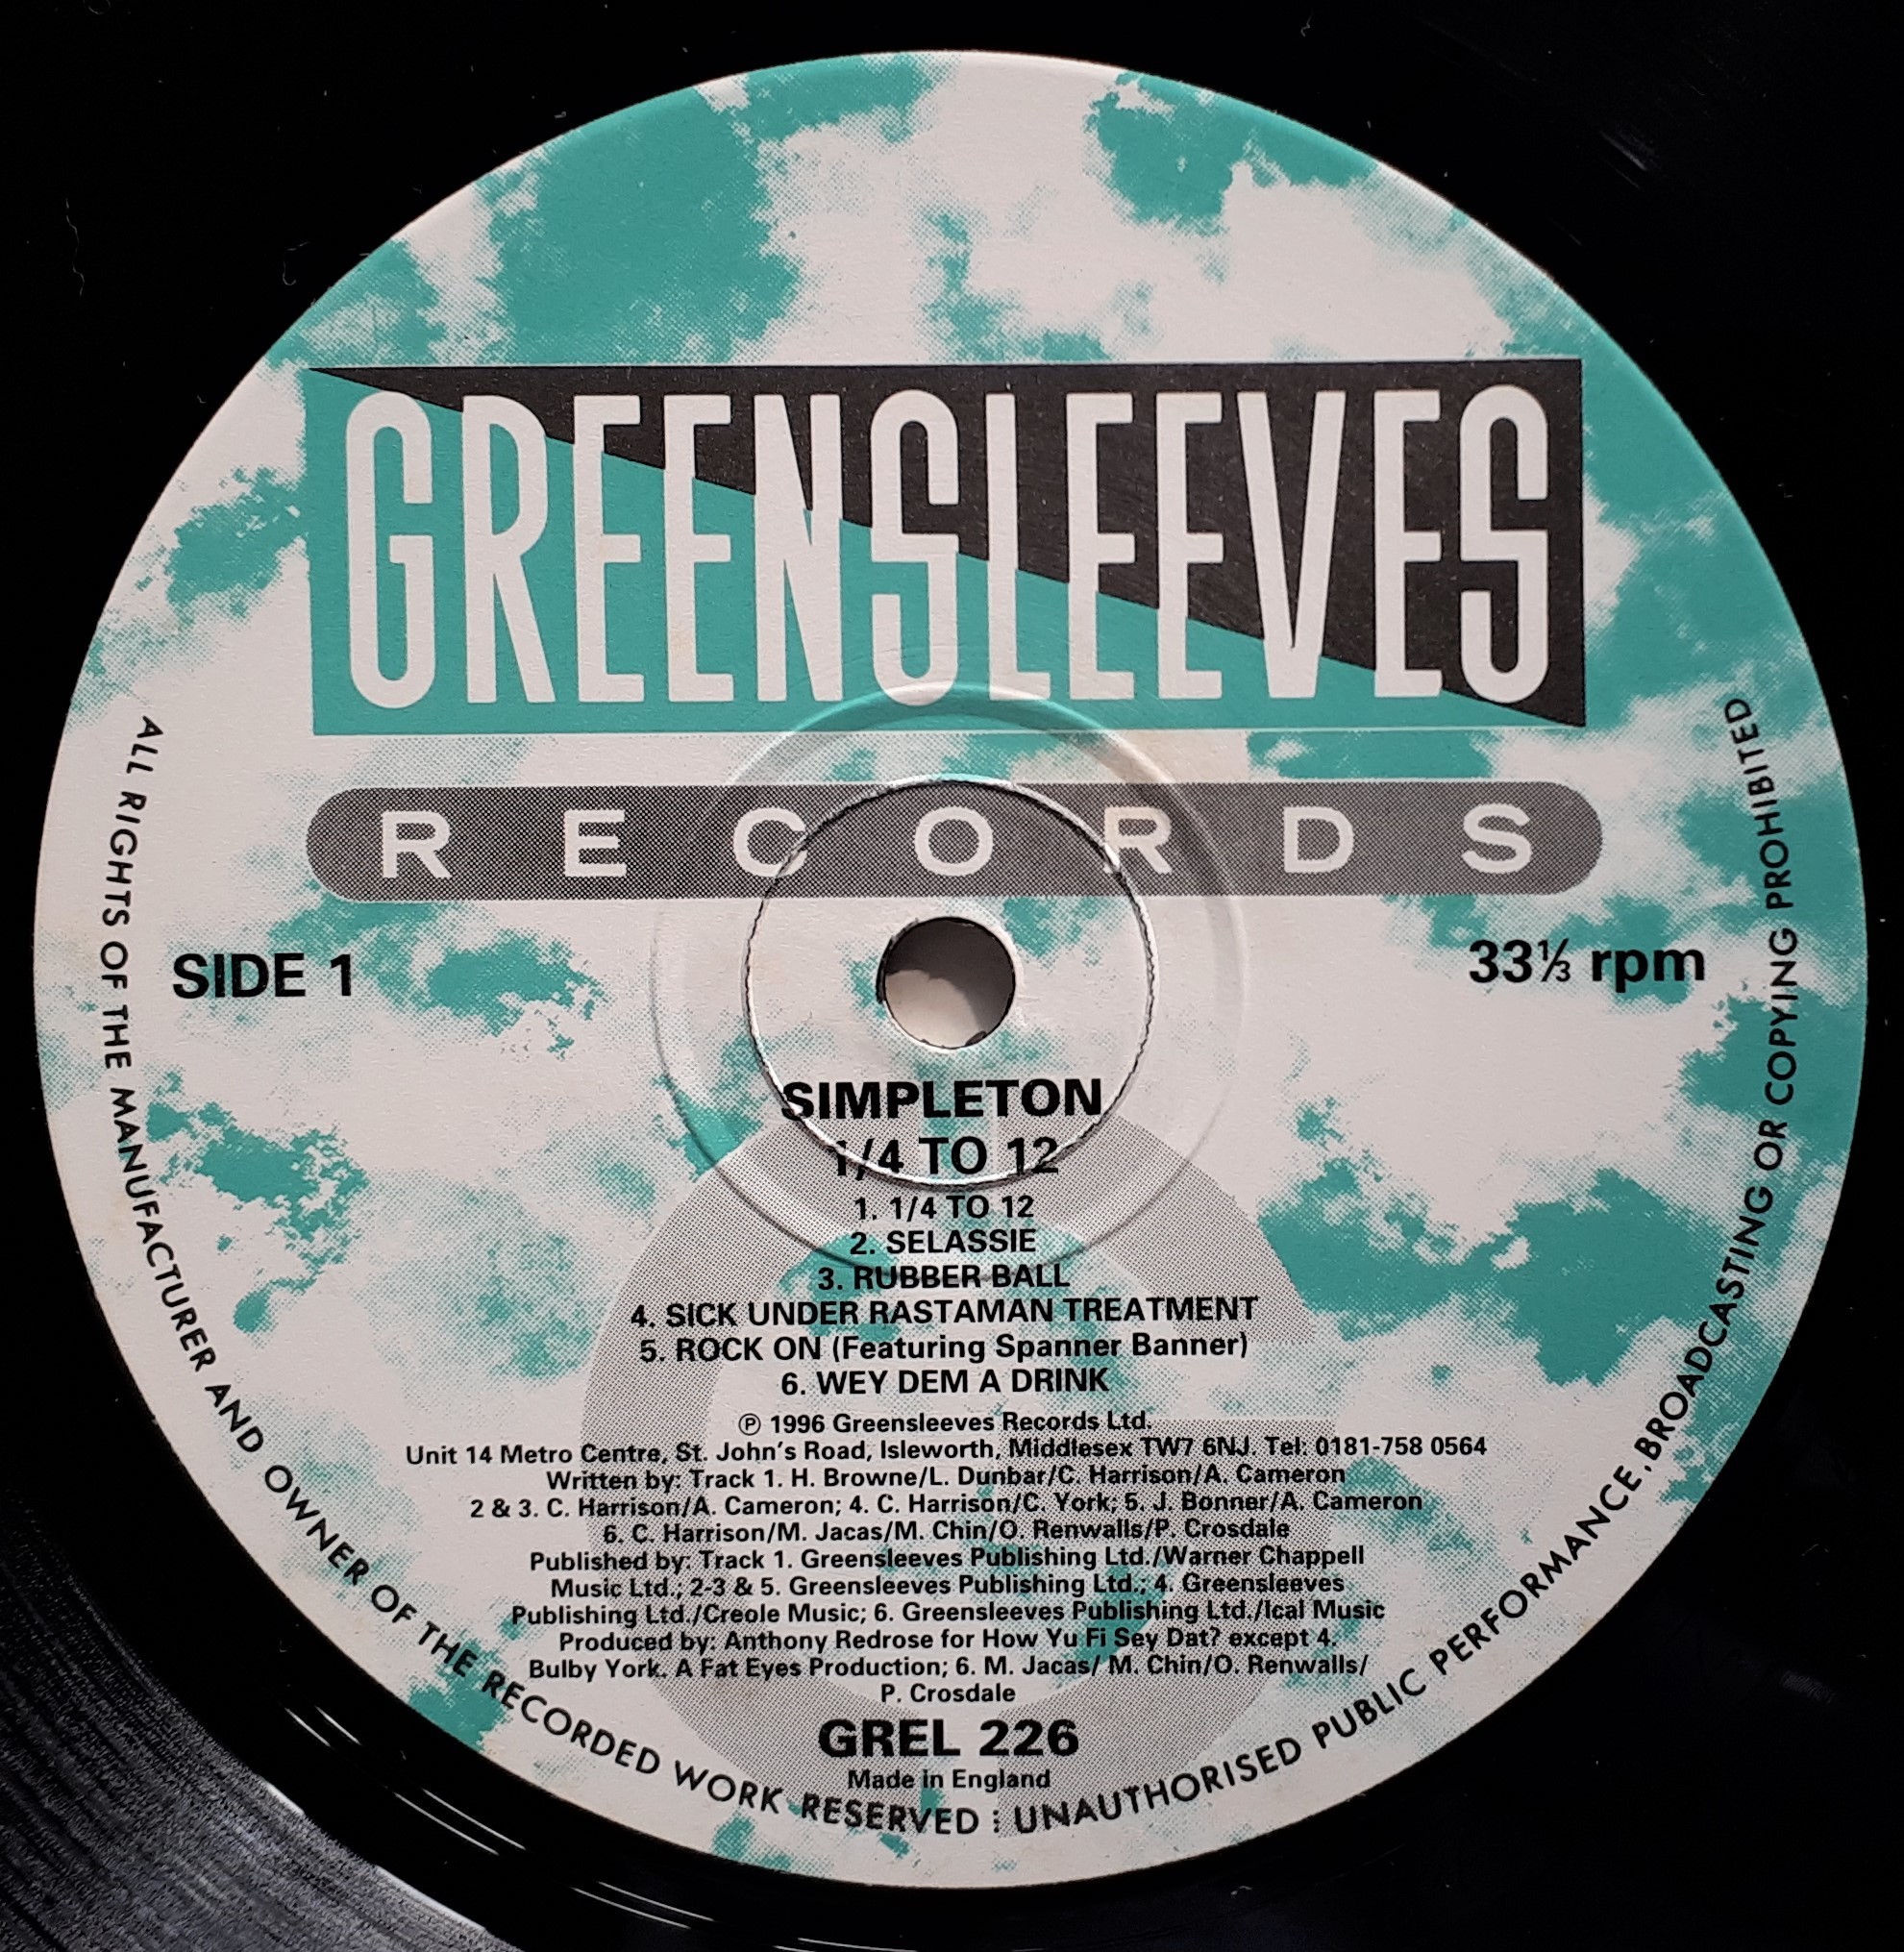 GREENSLEEVES
RECORDS
SIDE 1
33⅓ rpm
SIMPLETON
1/4 TO 12
1. 1/4 TO 12
2. SELASSIE
3. RUBBER BALL
4. SICK UNDER RASTAMAN TREATMENT
5. ROCK ON (Featuring Spanner Banner)
6. WEY DEM A DRINK
℗ 1996 Greensleeves Records Ltd.
Unit 14 Metro Centre, St. John's Road, Isleworth, Middlesex TW7 6NJ. Tel: 0181-758 0564
Written by: Track 1. H. Browne/L. Dunbar/C. Harrison/A. Cameron
2 & 3. C. Harrison/A. Cameron; 4. C. Harrison/C. York; 5. J. Bonner/A. Cameron
6. C. Harrison/M. Jacas/M. Chin/O. Renwalls/P. Crosdale
Published by: Track 1. Greensleeves Publishing Ltd./Warner Chappell
Music Ltd.; 2-3 & 5. Greensleeves Publishing Ltd.; 4. Greensleeves
Publishing Ltd./Creole Music; 6. Greensleeves Publishing Ltd./Ical Music
Produced by: Anthony Redrose for How Yu Fi Sey Dat? except 4.
Bulby York. A Fat Eyes Production; 6. M. Jacas/ M. Chin/O. Renwalls/
P. Crosdale
GREL 226
Made in England
ALL RIGHTS OF THE MANUFACTURER AND OWNER OF THE RECORDED WORK RESERVED : UNAUTHORISED PUBLIC PERFORMANCE, BROADCASTING OR COPYING PROHIBITED